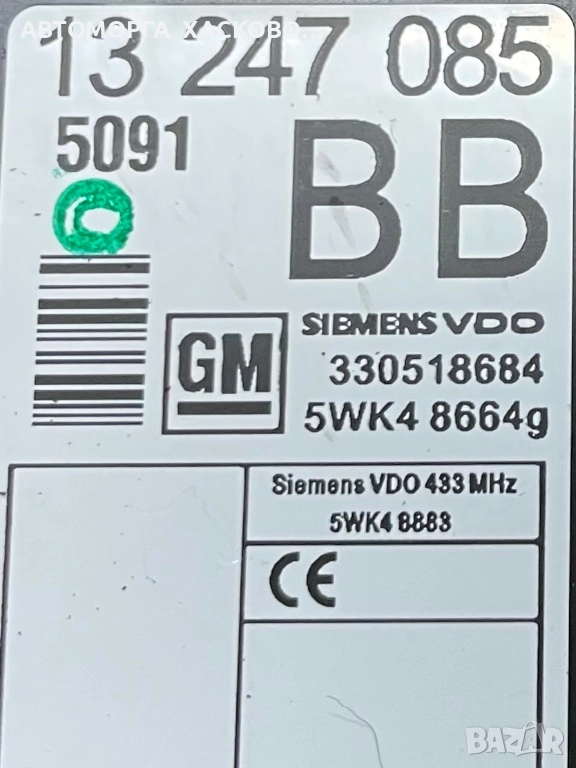 АВТОМОРГА ХАСКОВО
13 247 085
5091
BB
GM
SIEMENS VDO
330518684
5WK4 8664g
Siemens VDO 433 MHz
5WK4 8883
CE
BAZAR